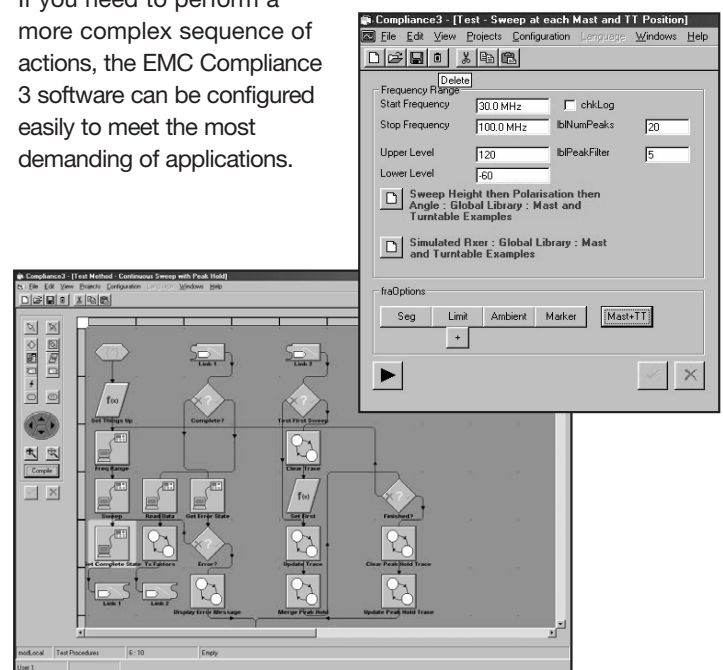 If you need to perform a
more complex sequence of
actions, the EMC Compliance
3 software can be configured
easily to meet the most
demanding of applications.
Compliance3 - [Test - Sweep at each Mast and TT Position]
File Edit View Projects Configuration Language Windows Help
Delete
Frequency Range
Start Frequency 30.0 MHz chkLog
Stop Frequency 100.0 MHz lblNumPeaks 20
Upper Level 120 lblPeakFilter 5
Lower Level -60
Sweep Height then Polarisation then
Angle : Global Library : Mast and
Turntable Examples
Simulated Rxer : Global Library : Mast
and Turntable Examples
fraOptions
Seg Limit Ambient Marker Mast+TT
+
Compliance3 - [Test Method - Continuous Sweep with Peak Hold]
File Edit View Projects Configuration Language Windows Help
Link 1 Link 2
f(x)
Set Things Up Complete? Test First Sweep
Freq Range Clear Trace
Compile
f(x)
Sweep Read Data Get Error State Set First Finished?
Complete State Tx Faktors Error? Update Trace Clear Peak Hold Trace
Link 1 Link 2
Display Error Message Merge Peak Hold Update Peak Hold Trace
modLocal Test Procedures 6 : 10 Empty
User 1